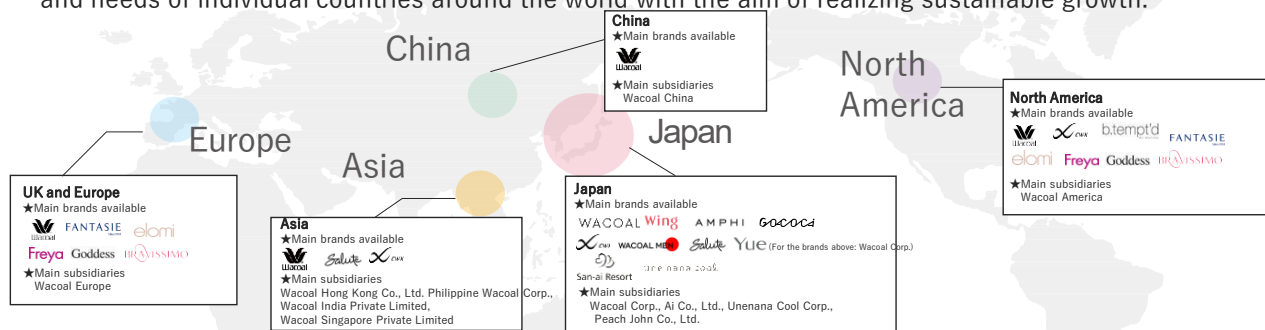 and needs of individual countries around the world with the aim of realizing sustainable growth.
China
Europe
Asia
Japan
North
America
China
★Main brands available
Wacoal
★Main subsidiaries
Wacoal China
North America
★Main brands available
Wacoal CWX b.tempt'd FANTASIE
elomi Freya Goddess BRAVISSIMO
★Main subsidiaries
Wacoal America
UK and Europe
★Main brands available
Wacoal FANTASIE elomi
Freya Goddess BRAVISSIMO
★Main subsidiaries
Wacoal Europe
Asia
★Main brands available
Wacoal Salute CWX
★Main subsidiaries
Wacoal Hong Kong Co., Ltd. Philippine Wacoal Corp.,
Wacoal India Private Limited,
Wacoal Singapore Private Limited
Japan
★Main brands available
WACOAL Wing AMPHI GOCOCi
CWX WACOAL MEN Salute Yue (For the brands above: Wacoal Corp.)
San-ai Resort une nana cool
★Main subsidiaries
Wacoal Corp., Ai Co., Ltd., Unenana Cool Corp.,
Peach John Co., Ltd.